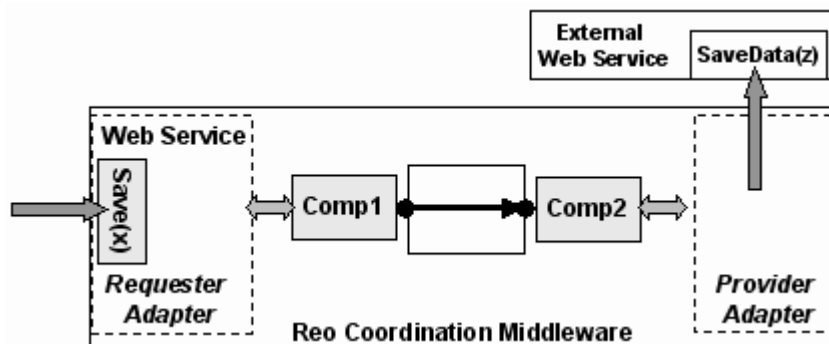 External
Web Service
SaveData(z)
Web Service
Save(x)
Comp1
Comp2
Requester
Adapter
Provider
Adapter
Reo Coordination Middleware